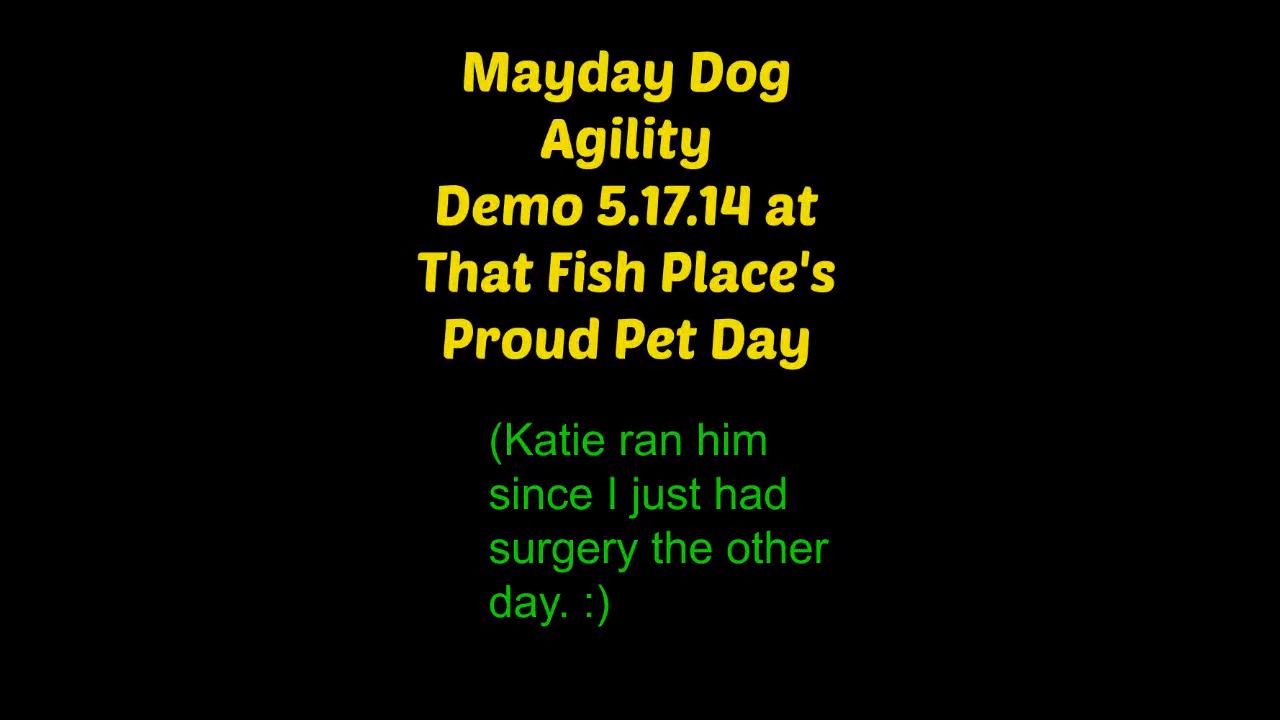 Mayday Dog
Agility
Demo 5.17.14 at
That Fish Place's
Proud Pet Day
(Katie ran him
since I just had
surgery the other
day. :)